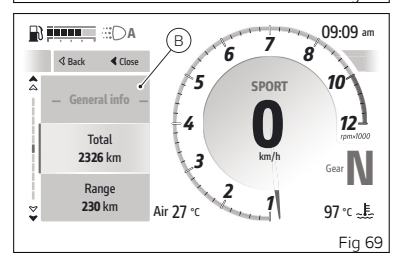 A
B
09:09 am
Back
Close
General info
Total
2326 km
Range
230 km
Air 27 °C
1
2
3
4
5
6
7
8
10
12
rpm×1000
SPORT
0
km/h
Gear N
97 °C
Fig 69